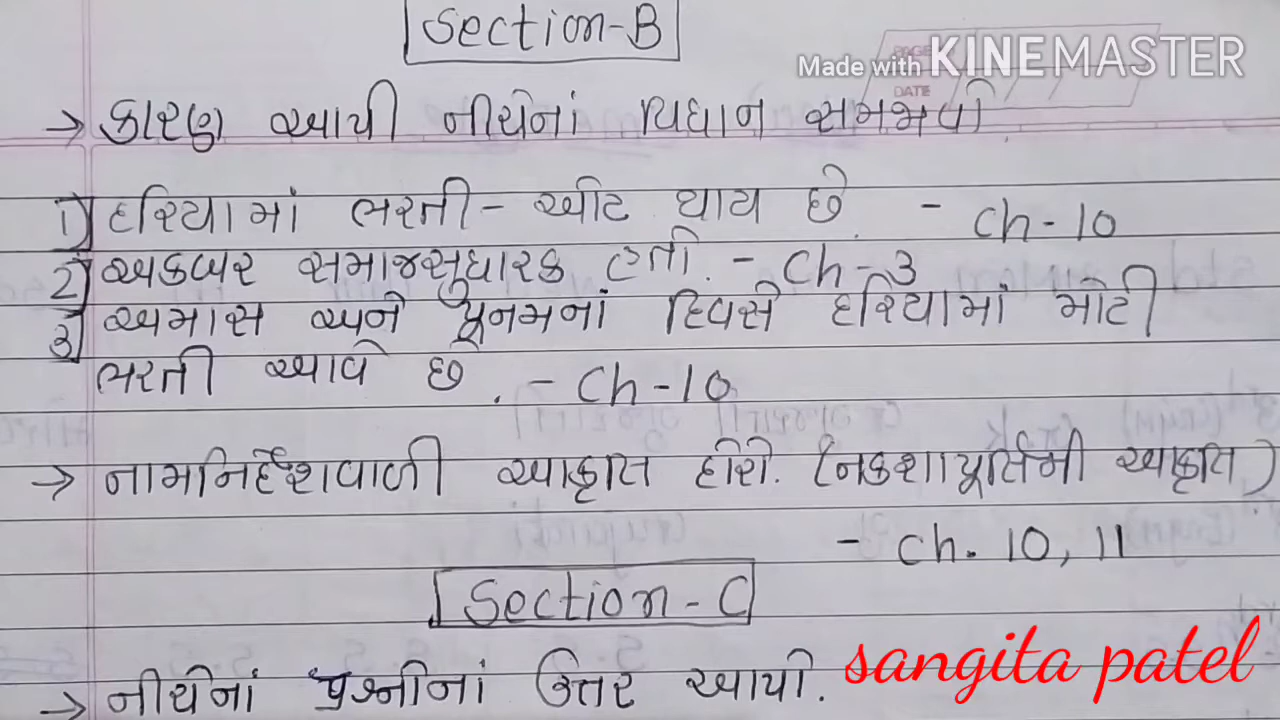 Section-B
Made with KINEMASTER
PAGE
DATE
→ કારણ આપી નીચેનાં વિધાન સમજાવો.
1) દરિયામાં ભરતી - ઓટ થાય છે. - Ch-10
2) અકબર સમાજસુધારક હતો. - Ch-3
3) અમાસ અને પૂનમનાં દિવસે દરિયામાં મોટી
ભરતી આવે છે. - Ch-10
→ નામનિર્દેશવાળી આકૃતિ દોરો. (નકશાપૂર્તિની આકૃતિ)
- Ch. 10, 11
Section - C
→ નીચેનાં પ્રશ્નોનાં ઉત્તર આપો.
sangita patel